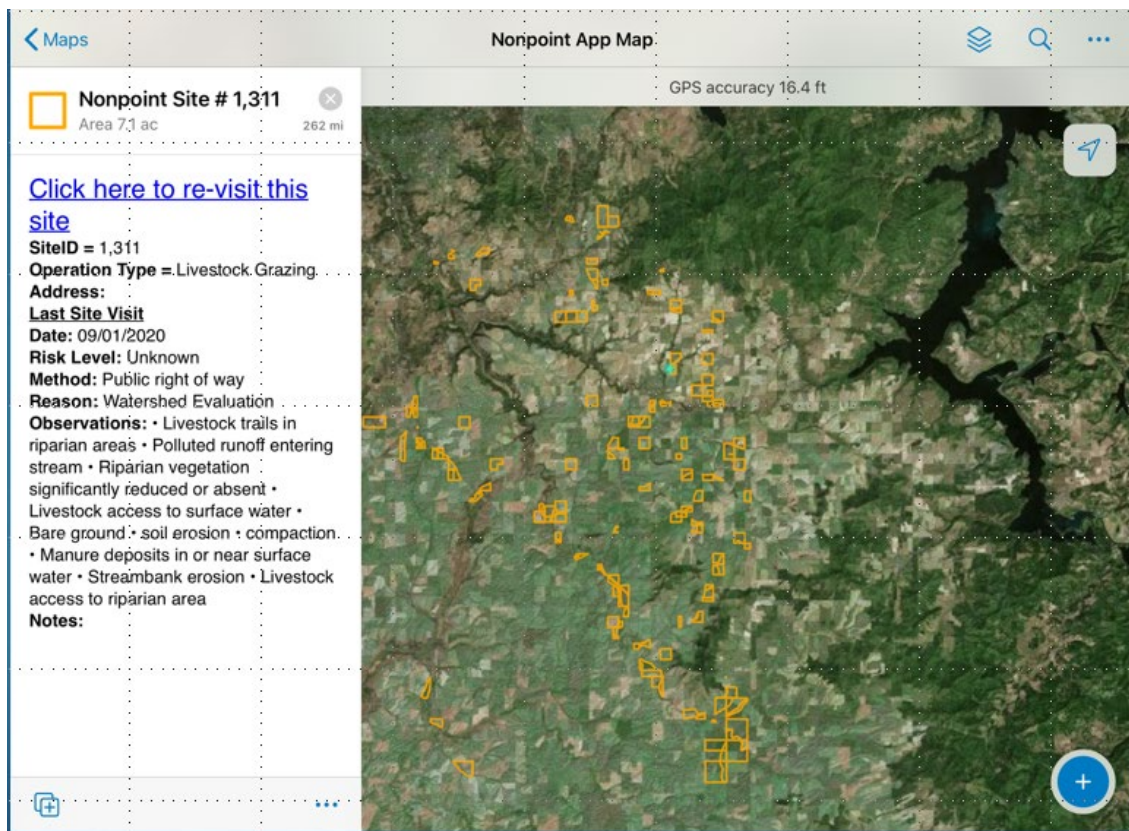 Maps
Nonpoint App Map
GPS accuracy 16.4 ft
Nonpoint Site # 1,311
Area 7.1 ac
262 mi
Click here to re-visit this
site
SiteID = 1,311
Operation Type = Livestock Grazing
Address:
Last Site Visit
Date: 09/01/2020
Risk Level: Unknown
Method: Public right of way
Reason: Watershed Evaluation
Observations: • Livestock trails in
riparian areas • Polluted runoff entering
stream • Riparian vegetation
significantly reduced or absent •
Livestock access to surface water •
Bare ground • soil erosion • compaction
• Manure deposits in or near surface
water • Streambank erosion • Livestock
access to riparian area
Notes: